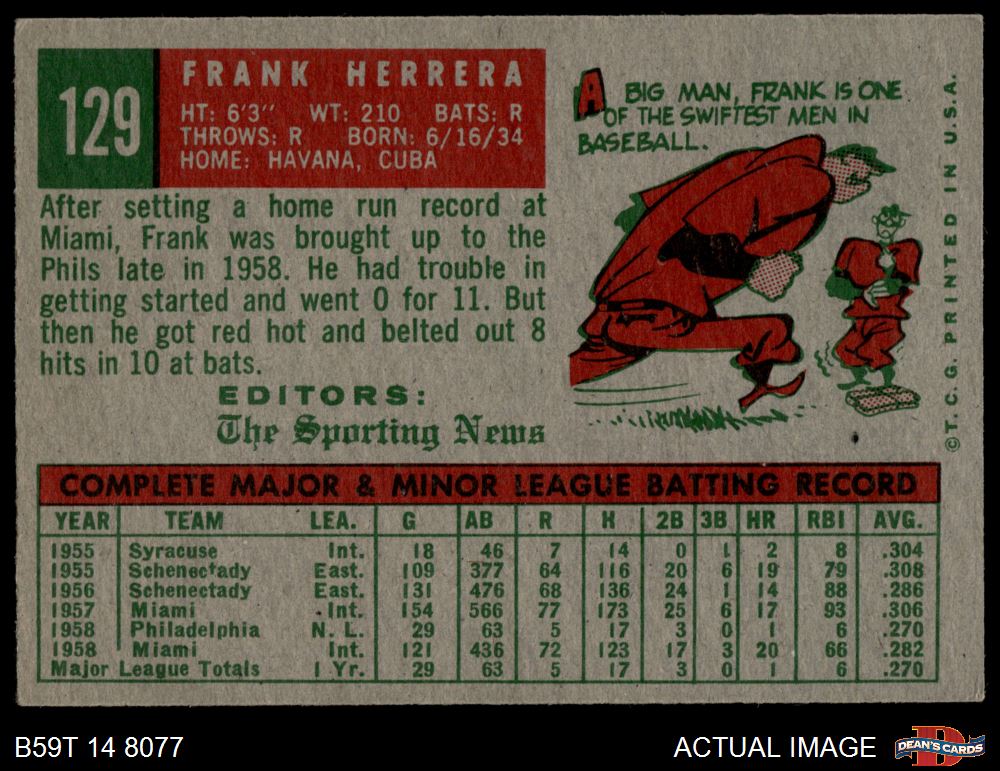 129
FRANK HERRERA
HT: 6'3" WT: 210 BATS: R
THROWS: R BORN: 6/16/34
HOME: HAVANA, CUBA
After setting a home run record at
Miami, Frank was brought up to the
Phils late in 1958. He had trouble in
getting started and went 0 for 11. But
then he got red hot and belted out 8
hits in 10 at bats.
EDITORS:
The Sporting News
A BIG MAN, FRANK IS ONE
OF THE SWIFTEST MEN IN
BASEBALL.
© T. C. G. PRINTED IN U.S.A.
COMPLETE MAJOR & MINOR LEAGUE BATTING RECORD
YEAR TEAM LEA. G AB R H 2B 3B HR RBI AVG.
1955 Syracuse Int. 18 46 7 14 0 1 2 8 .304
1955 Schenectady East. 109 377 64 116 20 6 19 79 .308
1956 Schenectady East. 131 476 68 136 24 1 14 88 .286
1957 Miami Int. 154 566 77 173 25 6 17 93 .306
1958 Philadelphia N. L. 29 63 5 17 3 0 1 6 .270
1958 Miami Int. 121 436 72 123 17 3 20 66 .282
Major League Totals 1 Yr. 29 63 5 17 3 0 1 6 .270
B59T 14 8077
ACTUAL IMAGE
DEAN'S CARDS